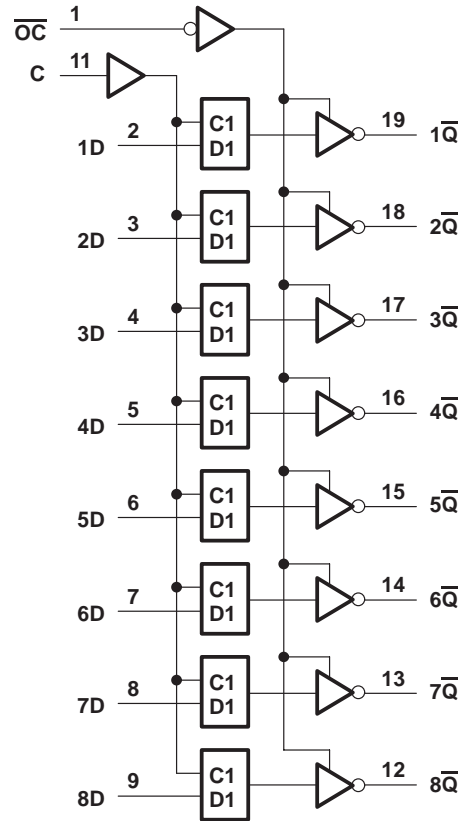 O̅C̅ 1
C 11
C1
1D 2 D1 19 1Q̅
C1
2D 3 D1 18 2Q̅
C1
3D 4 D1 17 3Q̅
C1
4D 5 D1 16 4Q̅
C1
5D 6 D1 15 5Q̅
C1
6D 7 D1 14 6Q̅
C1
7D 8 D1 13 7Q̅
C1
8D 9 D1 12 8Q̅